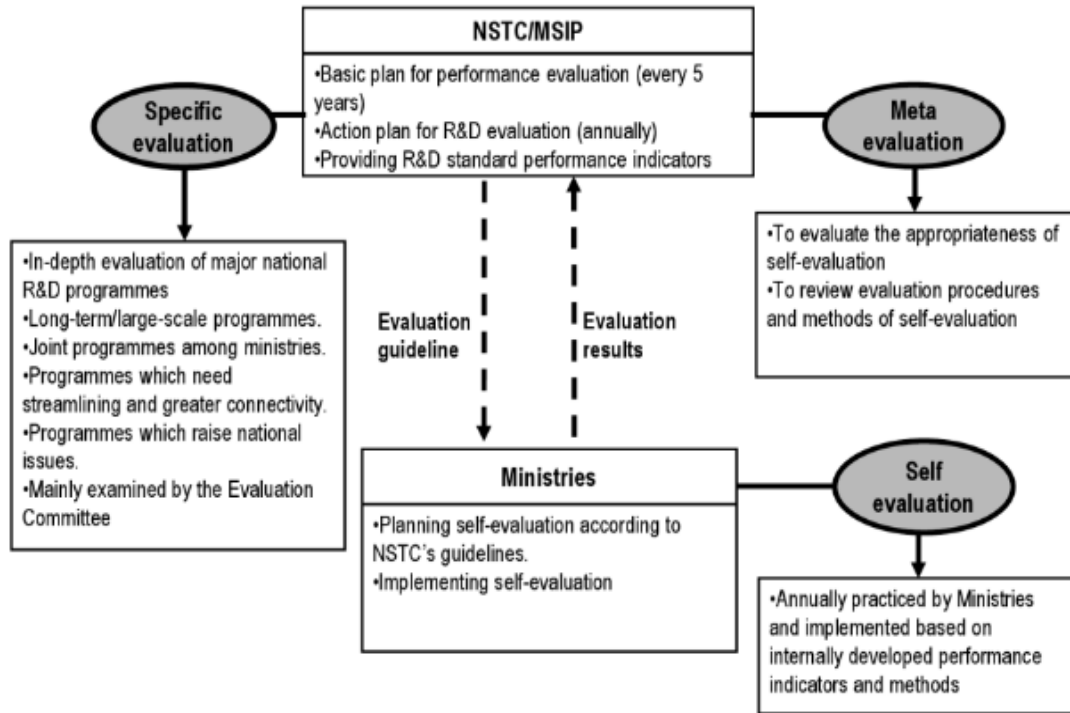 NSTC/MSIP
•Basic plan for performance evaluation (every 5
years)
•Action plan for R&D evaluation (annually)
•Providing R&D standard performance indicators
Specific
evaluation
Meta
evaluation
•In-depth evaluation of major national
R&D programmes
•Long-term/large-scale programmes.
•Joint programmes among ministries.
•Programmes which need
streamlining and greater connectivity.
•Programmes which raise national
issues.
•Mainly examined by the Evaluation
Committee
Evaluation
guideline
Evaluation
results
•To evaluate the appropriateness of
self-evaluation
•To review evaluation procedures
and methods of self-evaluation
Ministries
•Planning self-evaluation according to
NSTC's guidelines.
•Implementing self-evaluation
Self
evaluation
•Annually practiced by Ministries
and implemented based on
internally developed performance
indicators and methods